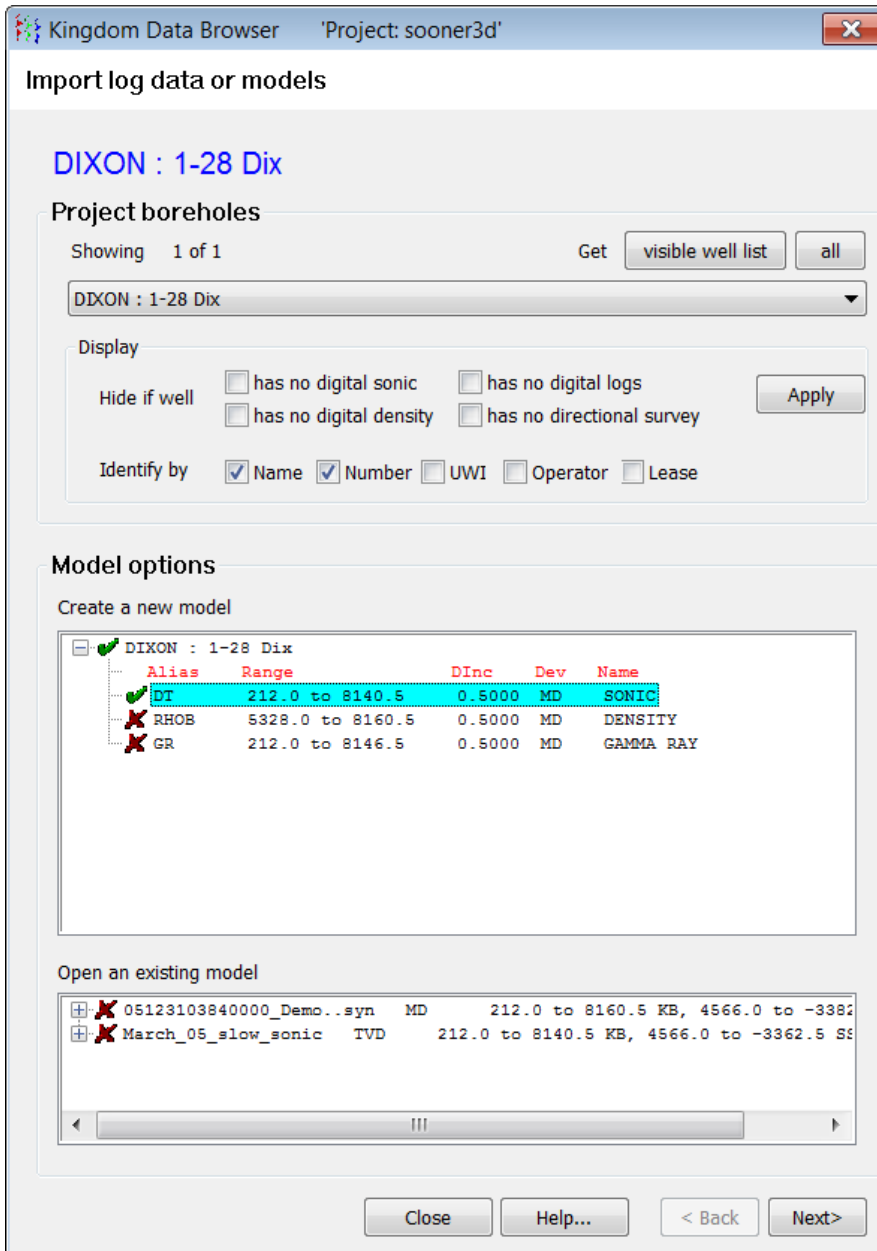 Kingdom Data Browser 'Project: sooner3d'
Import log data or models
DIXON : 1-28 Dix
Project boreholes
Showing 1 of 1 Get visible well list all
DIXON : 1-28 Dix
Display
Hide if well has no digital sonic has no digital logs Apply
has no digital density has no directional survey
Identify by Name Number UWI Operator Lease
Model options
Create a new model
DIXON : 1-28 Dix
Alias Range DInc Dev Name
DT 212.0 to 8140.5 0.5000 MD SONIC
RHOB 5328.0 to 8160.5 0.5000 MD DENSITY
GR 212.0 to 8146.5 0.5000 MD GAMMA RAY
Open an existing model
05123103840000_Demo..syn MD 212.0 to 8160.5 KB, 4566.0 to -3382
March_05_slow_sonic TVD 212.0 to 8140.5 KB, 4566.0 to -3362.5 SS
Close Help... < Back Next>